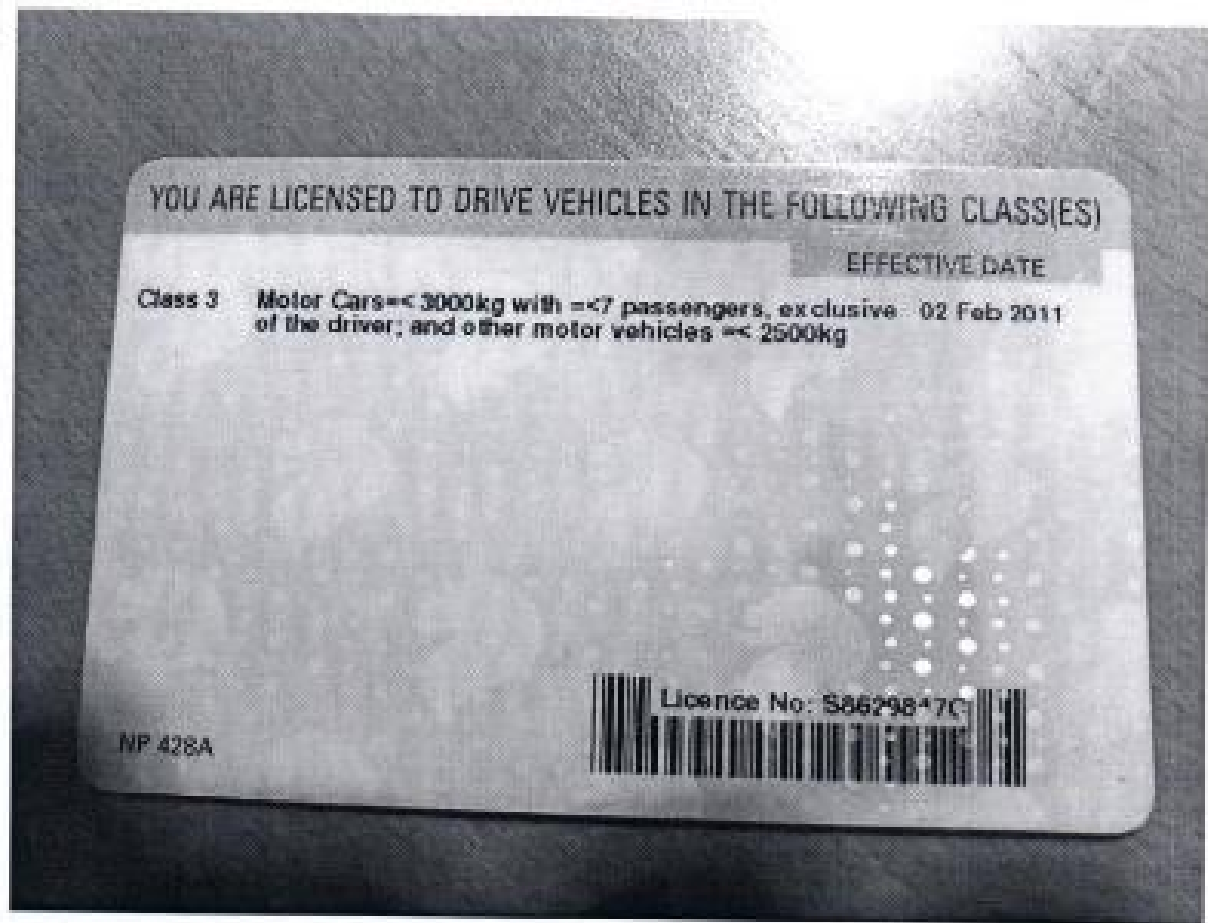 YOU ARE LICENSED TO DRIVE VEHICLES IN THE FOLLOWING CLASS(ES)
EFFECTIVE DATE
Class 3 Motor Cars=< 3000kg with =<7 passengers, exclusive 02 Feb 2011
of the driver; and other motor vehicles =< 2500kg
Licence No:
NP 428A